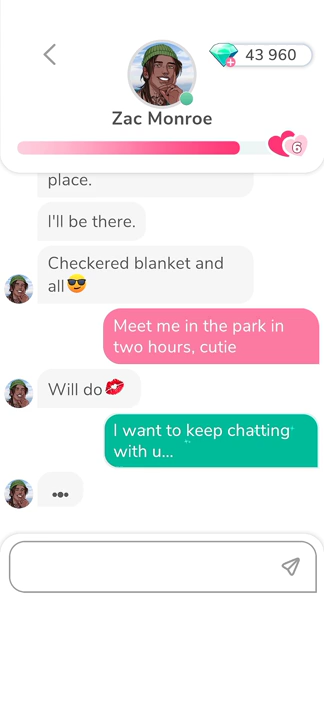 43 960
Zac Monroe
6
place.
I'll be there.
Checkered blanket and
all😎
Meet me in the park in
two hours, cutie
Will do💋
I want to keep chatting
with u...